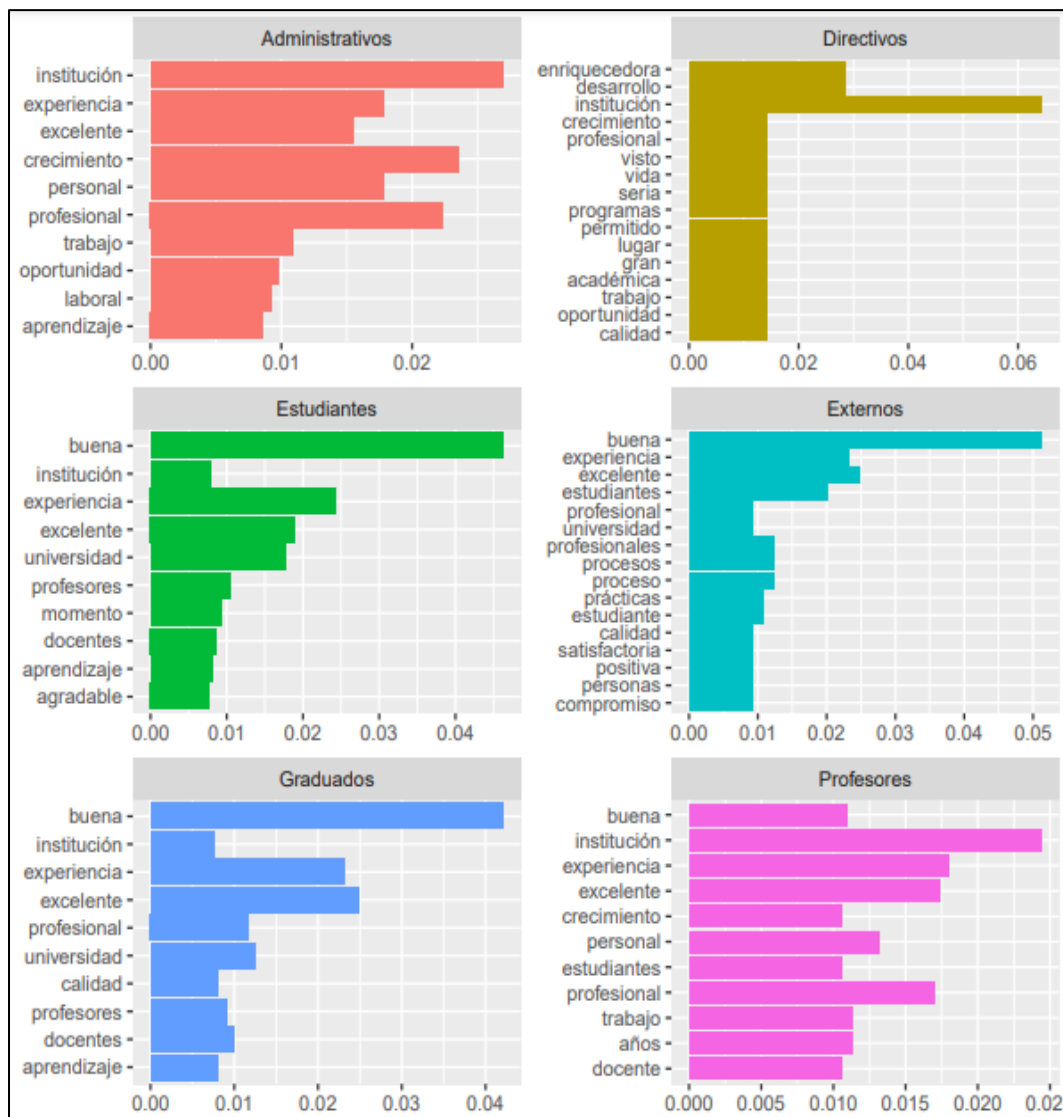 Administrativos
institución
experiencia
excelente
crecimiento
personal
profesional
trabajo
oportunidad
laboral
aprendizaje
0.00 0.01 0.02
Directivos
enriquecedora
desarrollo
institución
crecimiento
profesional
visto
vida
seria
programas
permitido
lugar
gran
académica
trabajo
oportunidad
calidad
0.00 0.02 0.04 0.06
Estudiantes
buena
institución
experiencia
excelente
universidad
profesores
momento
docentes
aprendizaje
agradable
0.00 0.01 0.02 0.03 0.04
Externos
buena
experiencia
excelente
estudiantes
profesional
universidad
profesionales
procesos
proceso
prácticas
estudiante
calidad
satisfactoria
positiva
personas
compromiso
0.00 0.01 0.02 0.03 0.04 0.05
Graduados
buena
institución
experiencia
excelente
profesional
universidad
calidad
profesores
docentes
aprendizaje
0.00 0.01 0.02 0.03 0.04
Profesores
buena
institución
experiencia
excelente
crecimiento
personal
estudiantes
profesional
trabajo
años
docente
0.000 0.005 0.010 0.015 0.020 0.02